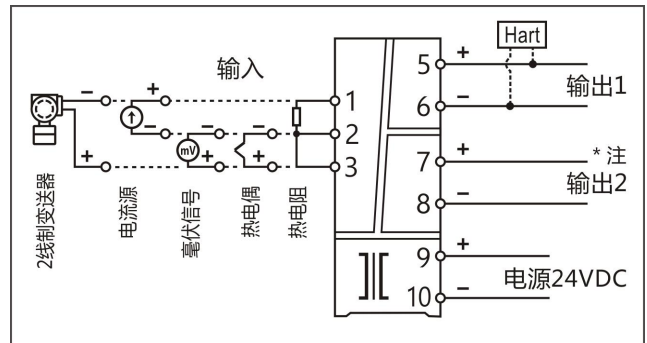 Hart
输入
5 + 输出1
6 -
1
2
3
- + - - -
mV
+ + +
7 + *注
输出2
8 -
9 +
电源24VDC
10 -
2线制变送器
电流源
毫伏信号
热电偶
热电阻